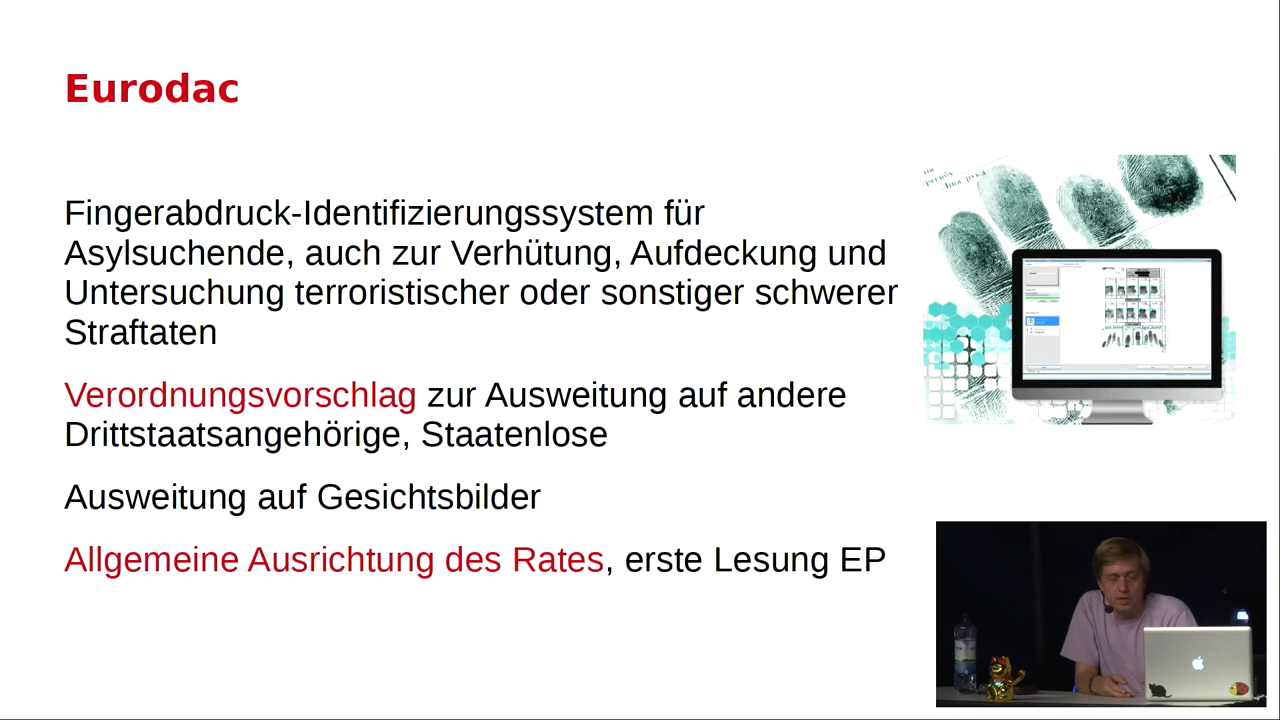 Eurodac
Fingerabdruck-Identifizierungssystem für
Asylsuchende, auch zur Verhütung, Aufdeckung und
Untersuchung terroristischer oder sonstiger schwerer
Straftaten
Verordnungsvorschlag zur Ausweitung auf andere
Drittstaatsangehörige, Staatenlose
Ausweitung auf Gesichtsbilder
Allgemeine Ausrichtung des Rates, erste Lesung EP